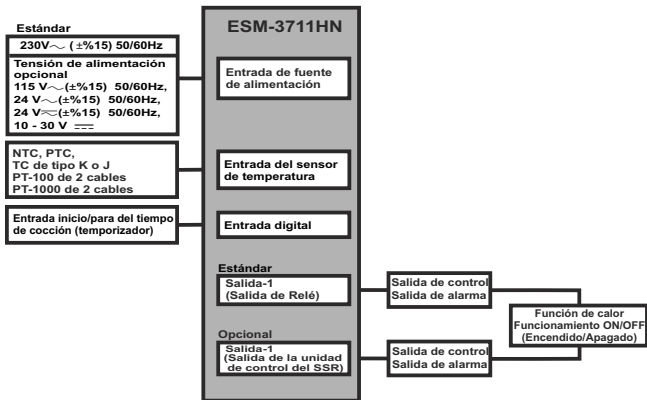 ESM-3711HN
Estándar
230V～ (±%15) 50/60Hz
Tensión de alimentación
opcional
115 V～(±%15) 50/60Hz,
24 V～(±%15) 50/60Hz,
24 V⏦(±%15) 50/60Hz,
10 - 30 V ⎓
Entrada de fuente
de alimentación
NTC, PTC,
TC de tipo K o J
PT-100 de 2 cables
PT-1000 de 2 cables
Entrada del sensor
de temperatura
Entrada inicio/para del tiempo
de cocción (temporizador)
Entrada digital
Estándar
Salida-1
(Salida de Relé)
Salida de control
Salida de alarma
Función de calor
Funcionamiento ON/OFF
(Encendido/Apagado)
Opcional
Salida-1
(Salida de la unidad
de control del SSR)
Salida de control
Salida de alarma